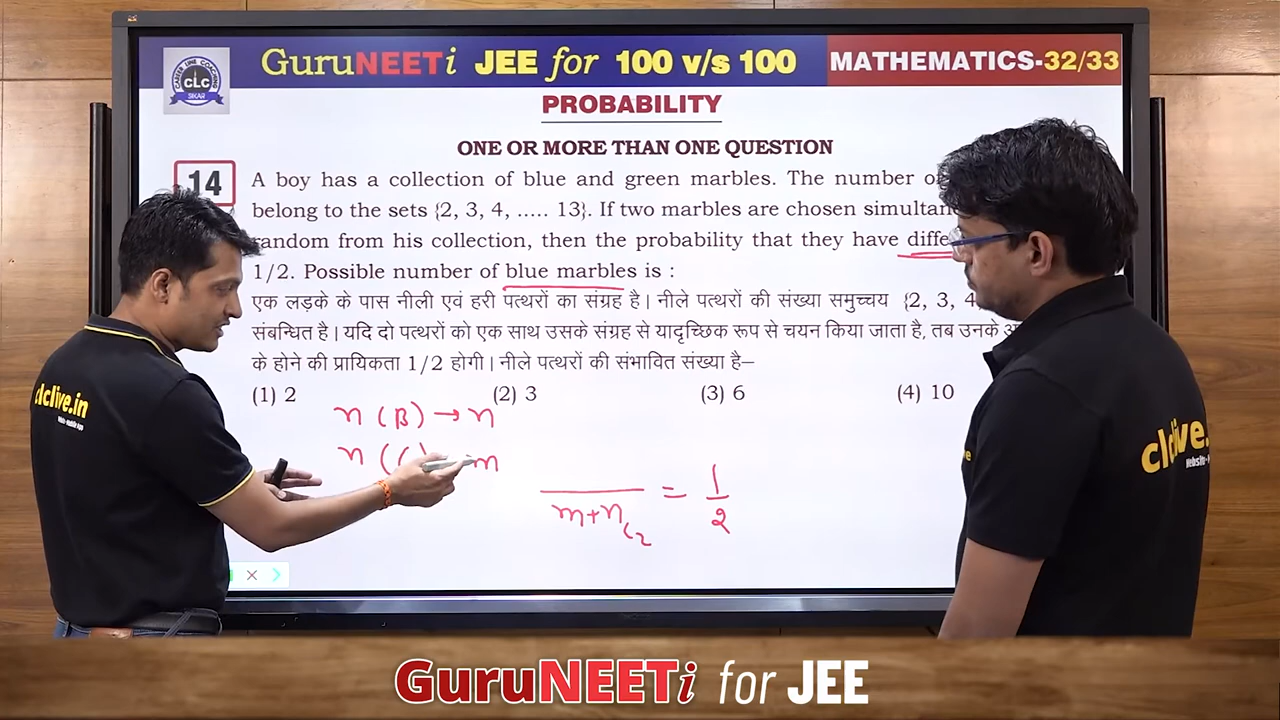 GuruNEETi JEE for 100 v/s 100
MATHEMATICS-32/33
CLC
SIKAR
PROBABILITY
ONE OR MORE THAN ONE QUESTION
14
A boy has a collection of blue and green marbles. The number of
belong to the sets {2, 3, 4, ..... 13}. If two marbles are chosen
random from his collection, then the probability that they have
1/2. Possible number of blue marbles is :
एक लड़के के पास नीली एवं हरी पत्थरों का संग्रह है। नीले पत्थरों की संख्या समुच्चय {2, 3, 4
संबन्धित है। यदि दो पत्थरों को एक साथ उसके संग्रह से यादृच्छिक रूप से चयन किया जाता है, तब उनके
के होने की प्रायिकता 1/2 होगी। नीले पत्थरों की संभावित संख्या है–
(1) 2 (2) 3 (3) 6 (4) 10
n (B) → n
n ( m
m+nC2 = 1/2
clclive.in
GuruNEETi for JEE